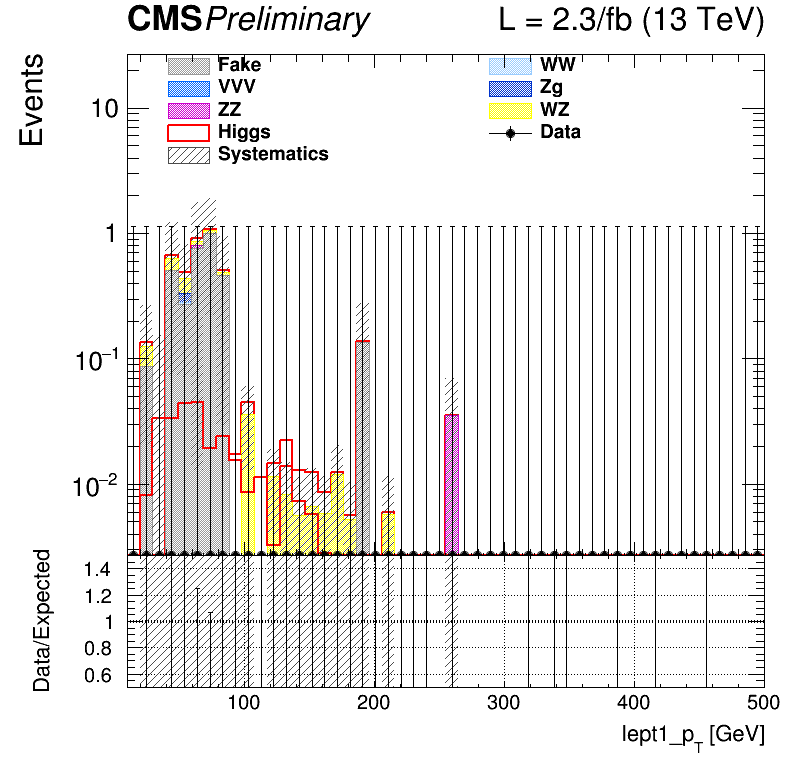 CMS Preliminary L = 2.3/fb (13 TeV)
Events
Fake WW
VVV Zg
ZZ WZ
Higgs Data
Systematics
10
1
10⁻¹
10⁻²
Data/Expected
1.4
1.2
1
0.8
0.6
100 200 300 400 500
lept1_p_T [GeV]